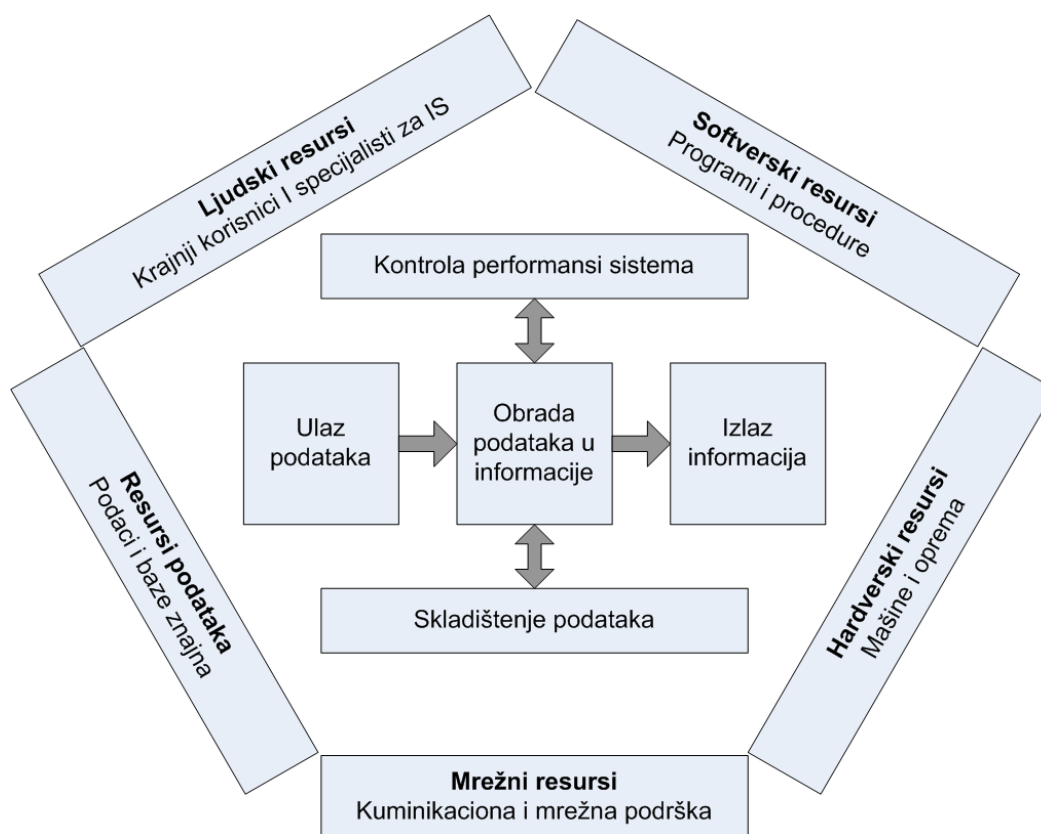 Ljudski resursi
Krajnji korisnici I specijalisti za IS
Softverski resursi
Programi i procedure
Kontrola performansi sistema
Ulaz
podataka
Obrada
podataka u
informacije
Izlaz
informacija
Skladištenje podataka
Resursi podataka
Podaci i baze znajna
Hardverski resursi
Mašine i oprema
Mrežni resursi
Kuminikaciona i mrežna podrška